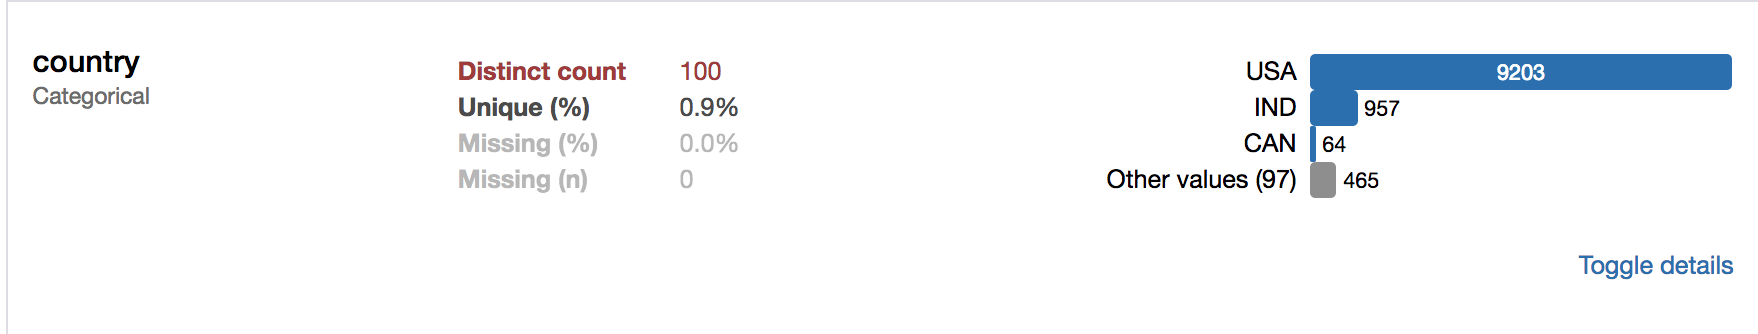 country
Categorical
Distinct count 100
Unique (%) 0.9%
Missing (%) 0.0%
Missing (n) 0
USA 9203
IND 957
CAN 64
Other values (97) 465
Toggle details